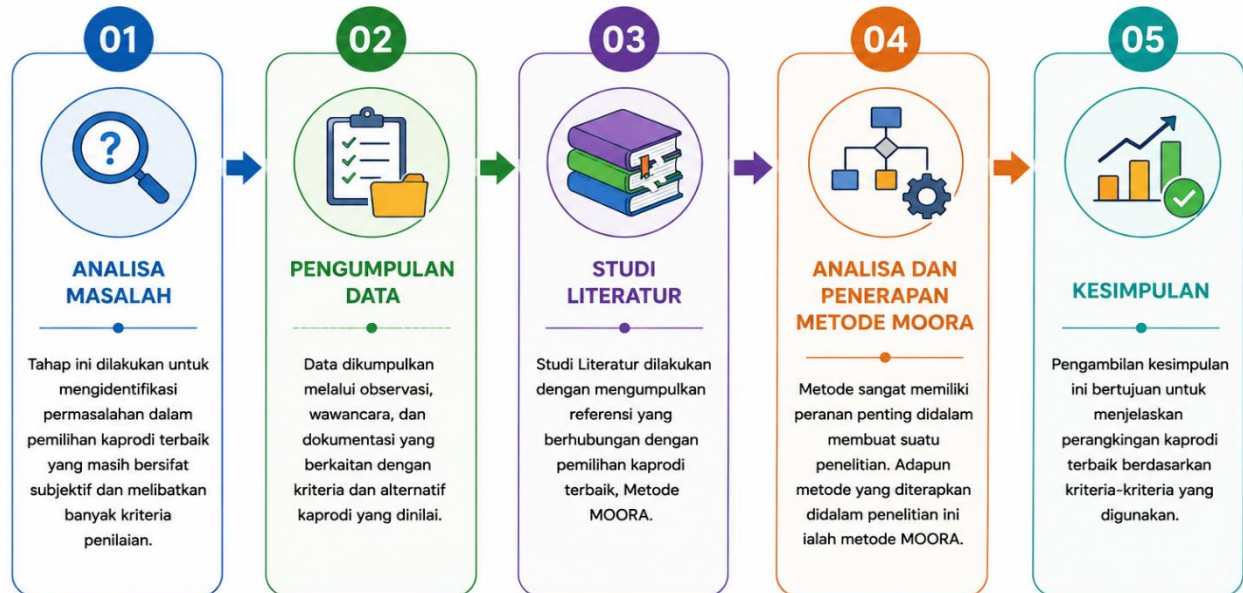 01
ANALISA
MASALAH
Tahap ini dilakukan untuk
mengidentifikasi
permasalahan dalam
pemilihan kaprodi terbaik
yang masih bersifat
subjektif dan melibatkan
banyak kriteria
penilaian.
02
PENGUMPULAN
DATA
Data dikumpulkan
melalui observasi,
wawancara, dan
dokumentasi yang
berkaitan dengan
kriteria dan alternatif
kaprodi yang dinilai.
03
STUDI
LITERATUR
Studi Literatur dilakukan
dengan mengumpulkan
referensi yang
berhubungan dengan
pemilihan kaprodi
terbaik, Metode
MOORA.
04
ANALISA DAN
PENERAPAN
METODE MOORA
Metode sangat memiliki
peranan penting didalam
membuat suatu
penelitian. Adapun
metode yang diterapkan
didalam penelitian ini
ialah metode MOORA.
05
KESIMPULAN
Pengambilan kesimpulan
ini bertujuan untuk
menjelaskan
perangkingan kaprodi
terbaik berdasarkan
kriteria-kriteria yang
digunakan.